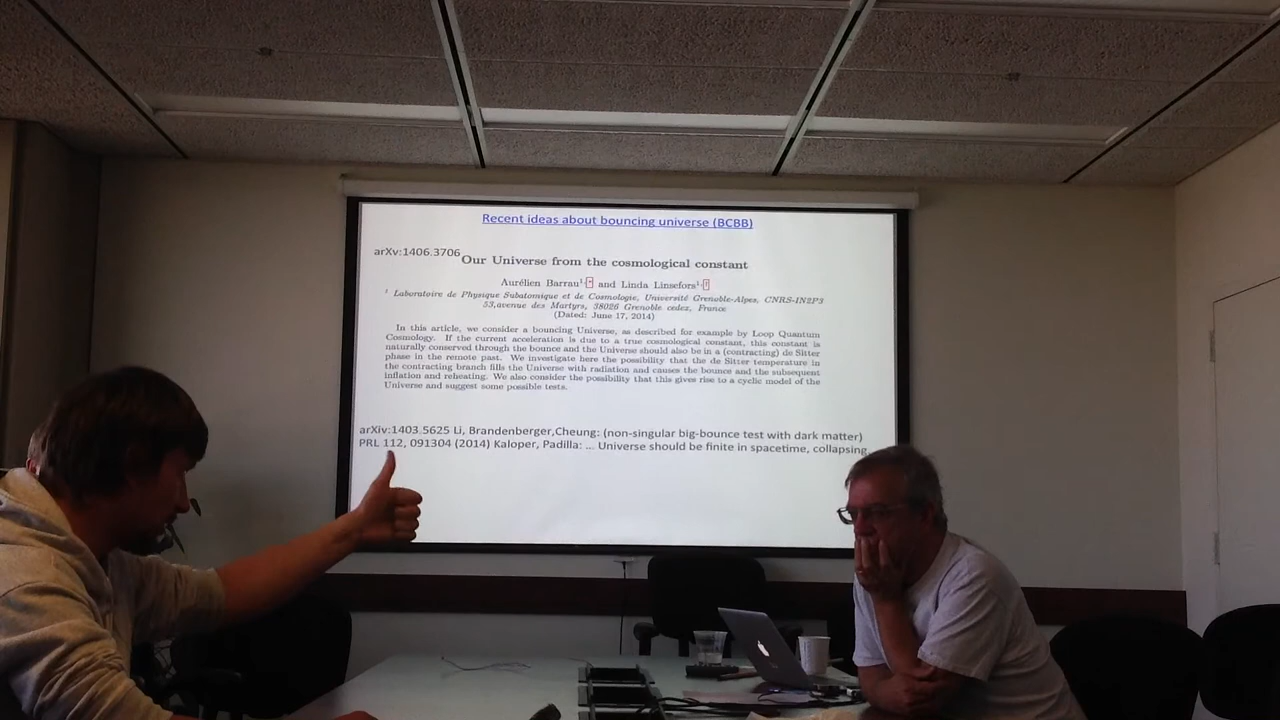 Recent ideas about bouncing universe (BCBB)
arXv:1406.3706
Our Universe from the cosmological constant
Aurélien Barrau¹,* and Linda Linsefors¹,†
¹ Laboratoire de Physique Subatomique et de Cosmologie, Université Grenoble-Alpes, CNRS-IN2P3
53,avenue des Martyrs, 38026 Grenoble cedex, France
(Dated: June 17, 2014)
In this article, we consider a bouncing Universe, as described for example by Loop Quantum
Cosmology. If the current acceleration is due to a true cosmological constant, this constant is
naturally conserved through the bounce and the Universe should also be in a (contracting) de Sitter
phase in the remote past. We investigate here the possibility that the de Sitter temperature in
the contracting branch fills the Universe with radiation and causes the bounce and the subsequent
inflation and reheating. We also consider the possibility that this gives rise to a cyclic model of the
Universe and suggest some possible tests.
arXiv:1403.5625 Li, Brandenberger,Cheung: (non-singular big-bounce test with dark matter)
PRL 112, 091304 (2014) Kaloper, Padilla: ... Universe should be finite in spacetime, collapsing.